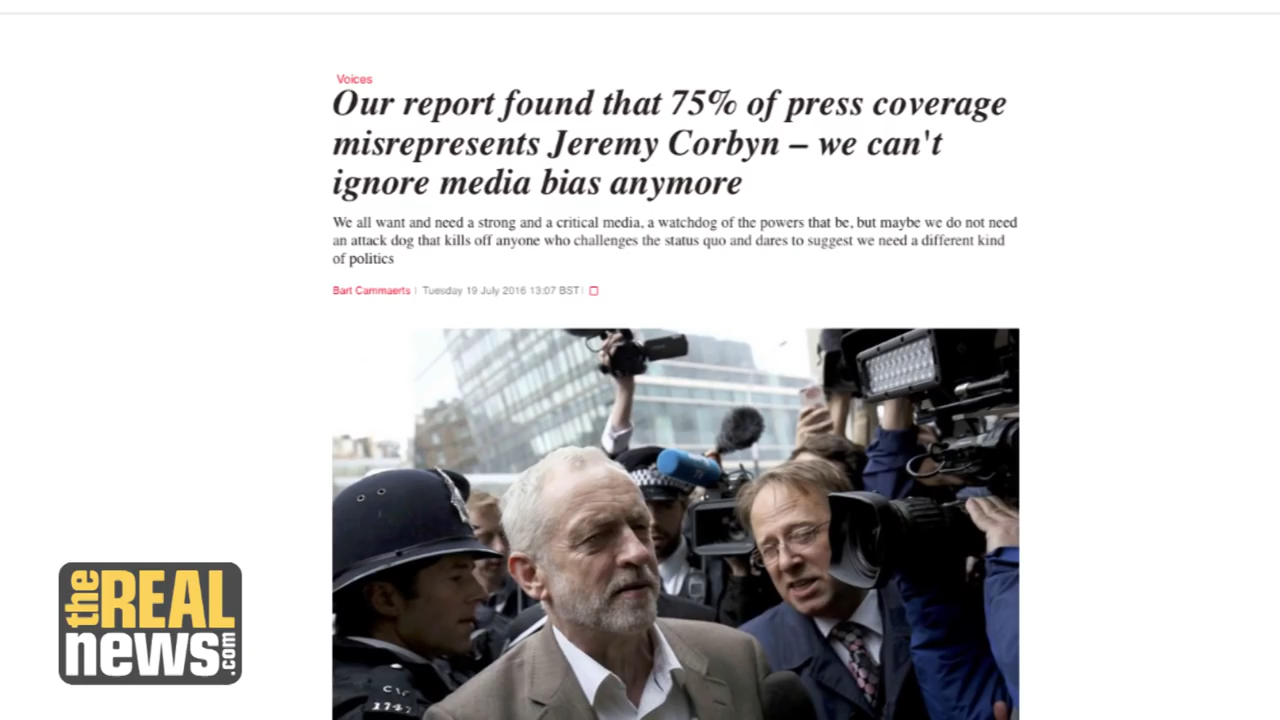 Voices
Our report found that 75% of press coverage
misrepresents Jeremy Corbyn – we can't
ignore media bias anymore
We all want and need a strong and a critical media, a watchdog of the powers that be, but maybe we do not need
an attack dog that kills off anyone who challenges the status quo and dares to suggest we need a different kind
of politics
Bart Cammaerts | Tuesday 19 July 2016 13:07 BST |
the REAL
news.com